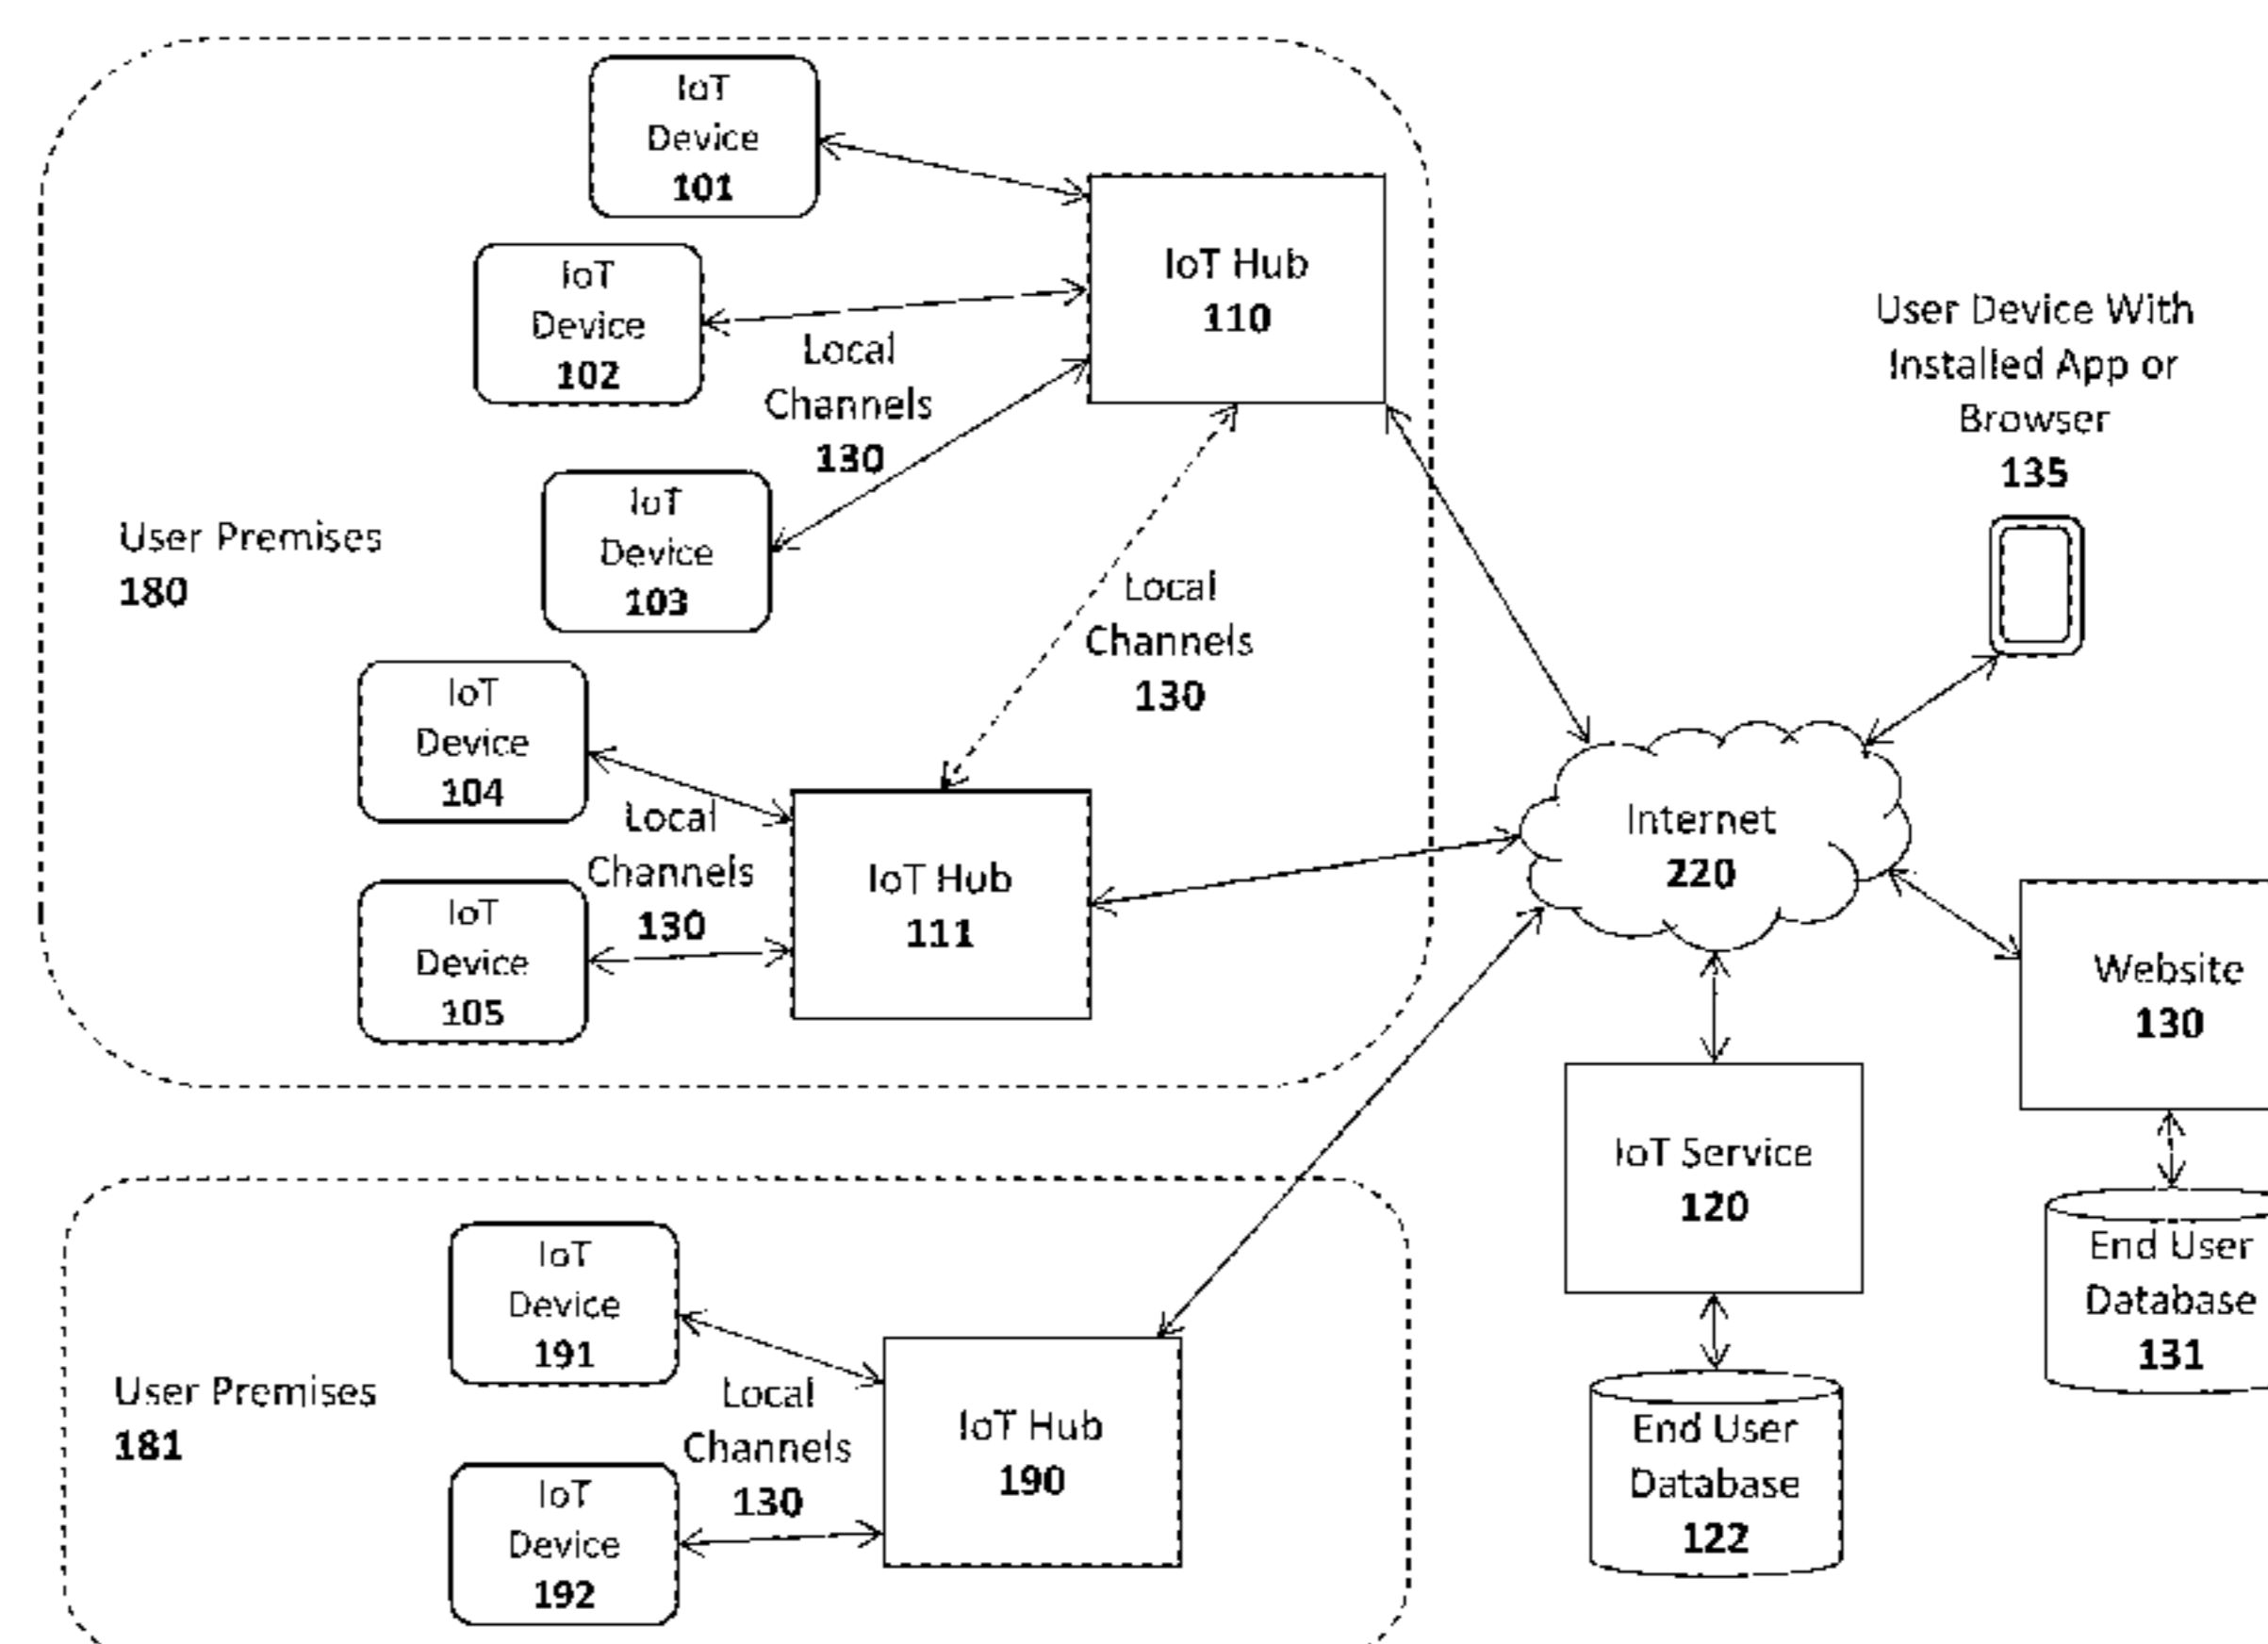 IoT
Device
101
IoT
Device
102
Local
Channels
130
IoT
Device
103
IoT Hub
110
User Premises
180
Local
Channels
130
IoT
Device
104
Local
Channels
130
IoT
Device
105
IoT Hub
111
User Device With
Installed App or
Browser
135
Internet
220
Website
130
End User
Database
131
IoT Service
120
End User
Database
122
User Premises
181
IoT
Device
191
Local
Channels
130
IoT
Device
192
IoT Hub
190